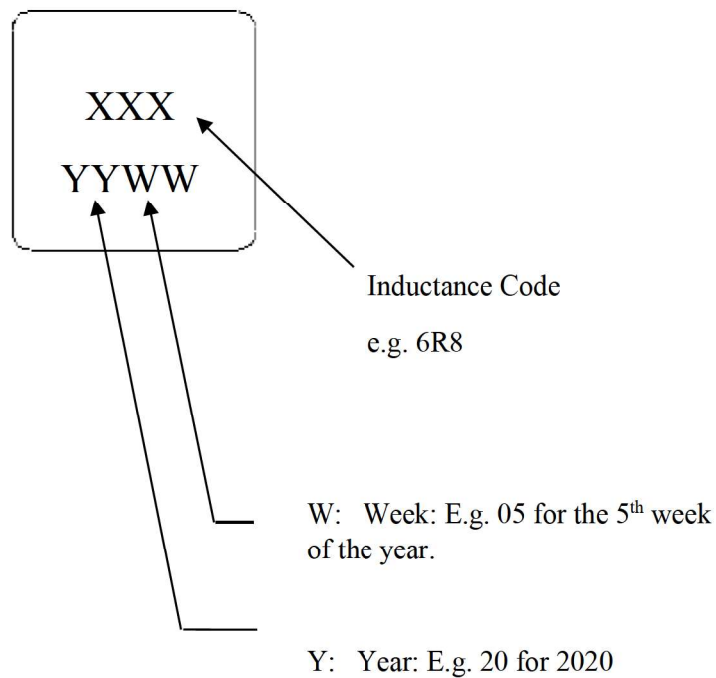 XXX
YYWW
Inductance Code
e.g. 6R8
W: Week: E.g. 05 for the 5th week
of the year.
Y: Year: E.g. 20 for 2020